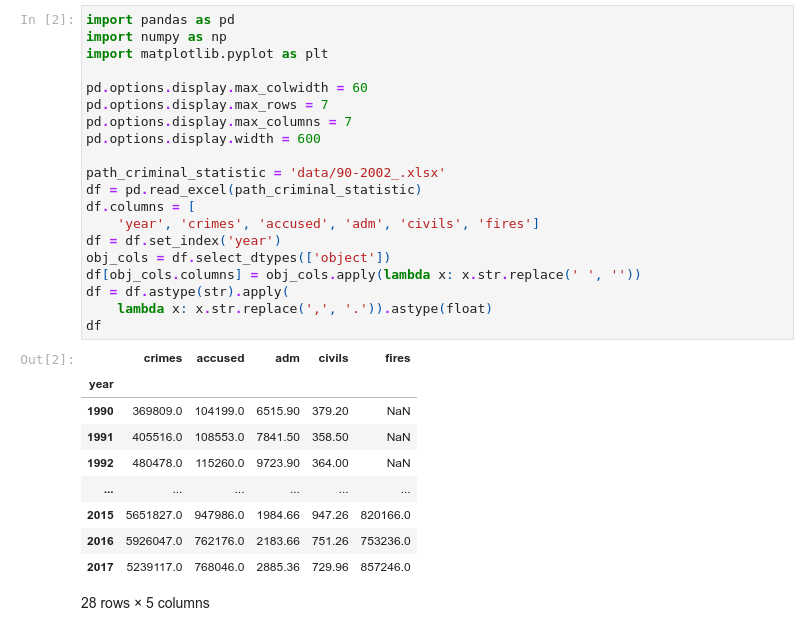 In [2]:
import pandas as pd
import numpy as np
import matplotlib.pyplot as plt

pd.options.display.max_colwidth = 60
pd.options.display.max_rows = 7
pd.options.display.max_columns = 7
pd.options.display.width = 600

path_criminal_statistic = 'data/90-2002_.xlsx'
df = pd.read_excel(path_criminal_statistic)
df.columns = [
    'year', 'crimes', 'accused', 'adm', 'civils', 'fires']
df = df.set_index('year')
obj_cols = df.select_dtypes(['object'])
df[obj_cols.columns] = obj_cols.apply(lambda x: x.str.replace(' ', ''))
df = df.astype(str).apply(
    lambda x: x.str.replace(',', '.')).astype(float)
df
Out[2]:
crimes accused adm civils fires
year
1990 369809.0 104199.0 6515.90 379.20 NaN
1991 405516.0 108553.0 7841.50 358.50 NaN
1992 480478.0 115260.0 9723.90 364.00 NaN
... ... ... ... ... ...
2015 5651827.0 947986.0 1984.66 947.26 820166.0
2016 5926047.0 762176.0 2183.66 751.26 753236.0
2017 5239117.0 768046.0 2885.36 729.96 857246.0
28 rows × 5 columns